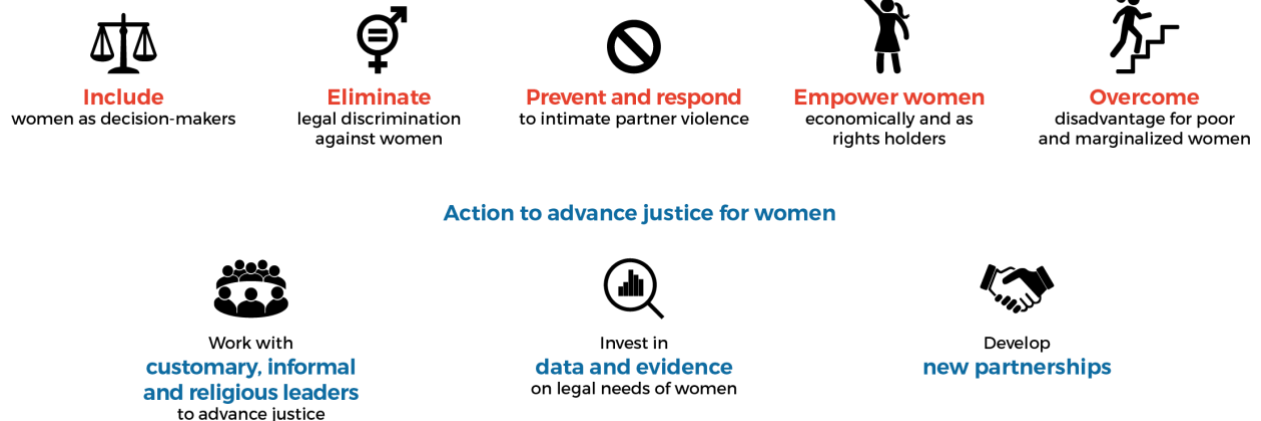 Include
women as decision-makers
Eliminate
legal discrimination
against women
Prevent and respond
to intimate partner violence
Empower women
economically and as
rights holders
Overcome
disadvantage for poor
and marginalized women
Action to advance justice for women
Work with
customary, informal
and religious leaders
to advance justice
Invest in
data and evidence
on legal needs of women
Develop
new partnerships